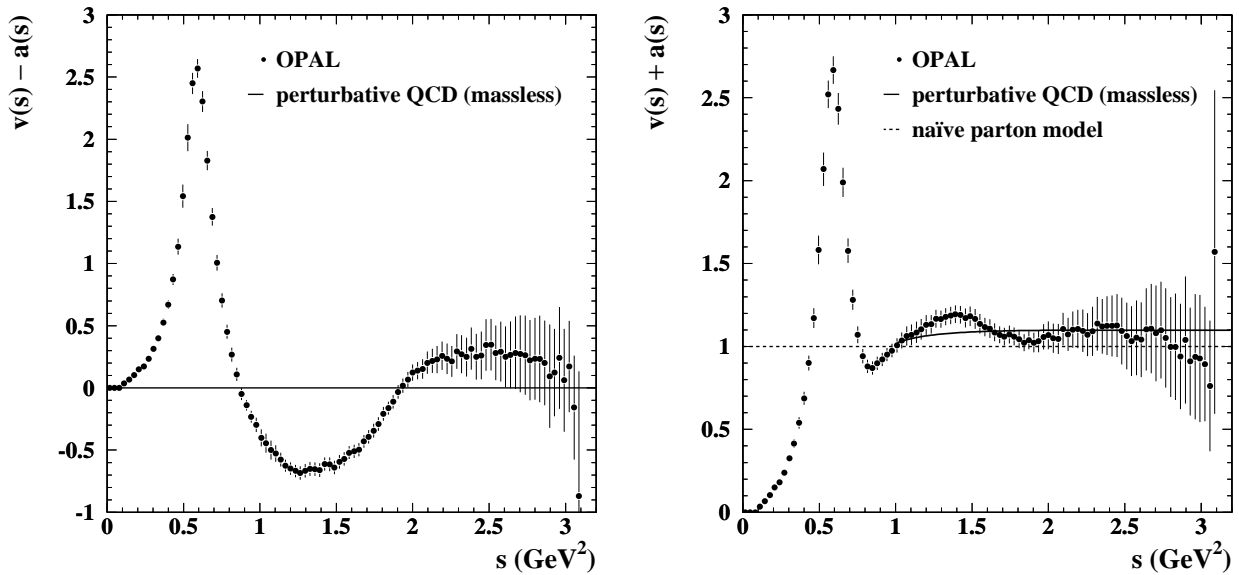 v(s) − a(s)
3
2.5
2
1.5
1
0.5
0
-0.5
-1
OPAL
perturbative QCD (massless)
0 0.5 1 1.5 2 2.5 3
s (GeV²)
v(s) + a(s)
3
2.5
2
1.5
1
0.5
0
OPAL
perturbative QCD (massless)
naïve parton model
0 0.5 1 1.5 2 2.5 3
s (GeV²)